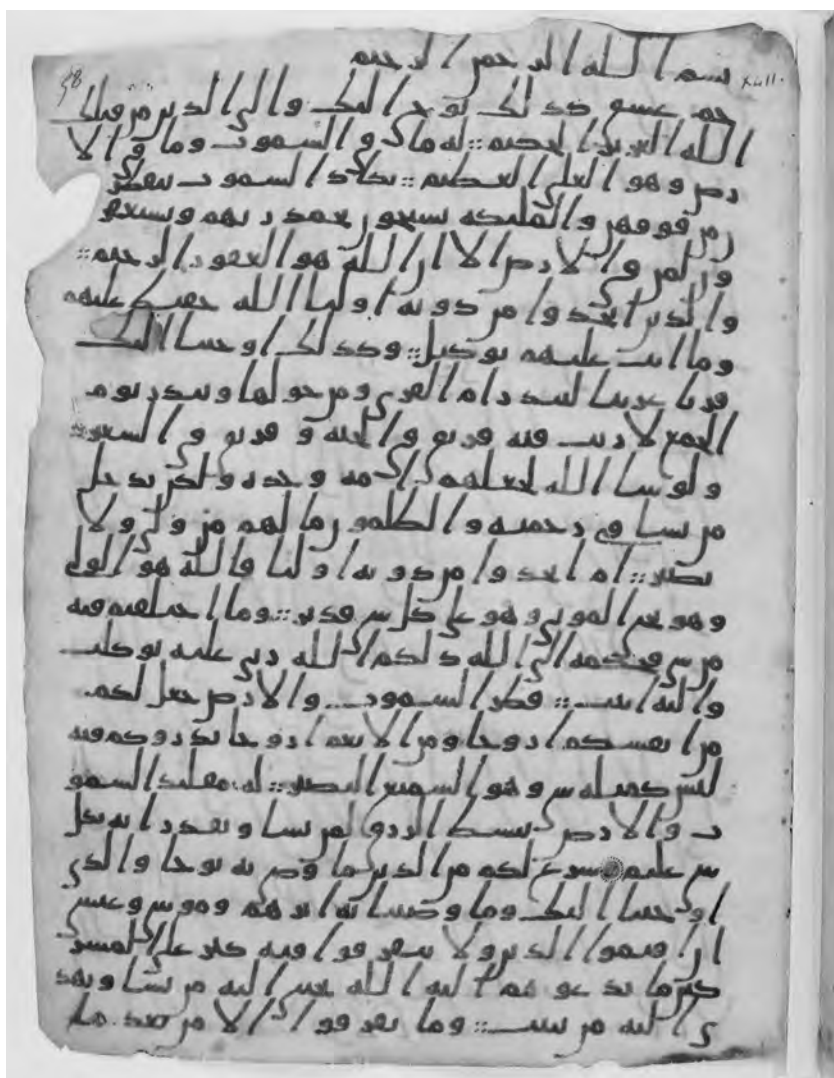 بسم الله الرحمن الرحيم
حم عسق كذلك يوحي اليك والى الذين من قبلك
الله العزيز الحكيم :: له ما في السموت وما في الا
رض وهو العلي العظيم :: تكاد السموت يتفطر
ن من فوقهن والملئكة يسبحون بحمد ربهم ويستغفر
ون لمن في الارض الا ان الله هو الغفور الرحيم ::
والذين اتخذوا من دونه اوليا الله حفيظ عليهم
وما انت عليهم بوكيل :: وكذلك اوحينا اليك
قرنا عربيا لتنذر ام القرى ومن حولها وتنذر يوم
الجمع لا ريب فيه فريق في الجنة و فريق في السعير ::
ولو شا الله لجعلهم امة وحدة ولكن يدخل
من يشا في رحمته والظلمون ما لهم من ولي ولا
نصير :: ام اتخذوا من دونه اوليا فالله هو الولي
وهو يحي الموتى وهو على كل شي قدير :: وما اختلفتم فيه
من شي فحكمه الى الله ذلكم الله ربي عليه توكلت
واليه انيب :: فطر السموت والارض جعل لكم
من انفسكم ازوجا ومن الانعم ازوجا يذروكم فيه
ليس كمثله شي وهو السميع البصير :: له مقليد السمو
ت والارض يبسط الرزق لمن يشا ويقدر انه بكل
شي عليم شرع لكم من الدين ما وصى به نوحا والذي
اوحينا اليك وما وصينا به ابرهيم وموسى وعيسى
ان اقيموا الدين ولا تتفرقوا فيه كبر على المشر
كين ما تدعوهم اليه الله يجتبي اليه من يشا ويهد
ي اليه من ينيب :: وما تفرقوا الا من بعد ما